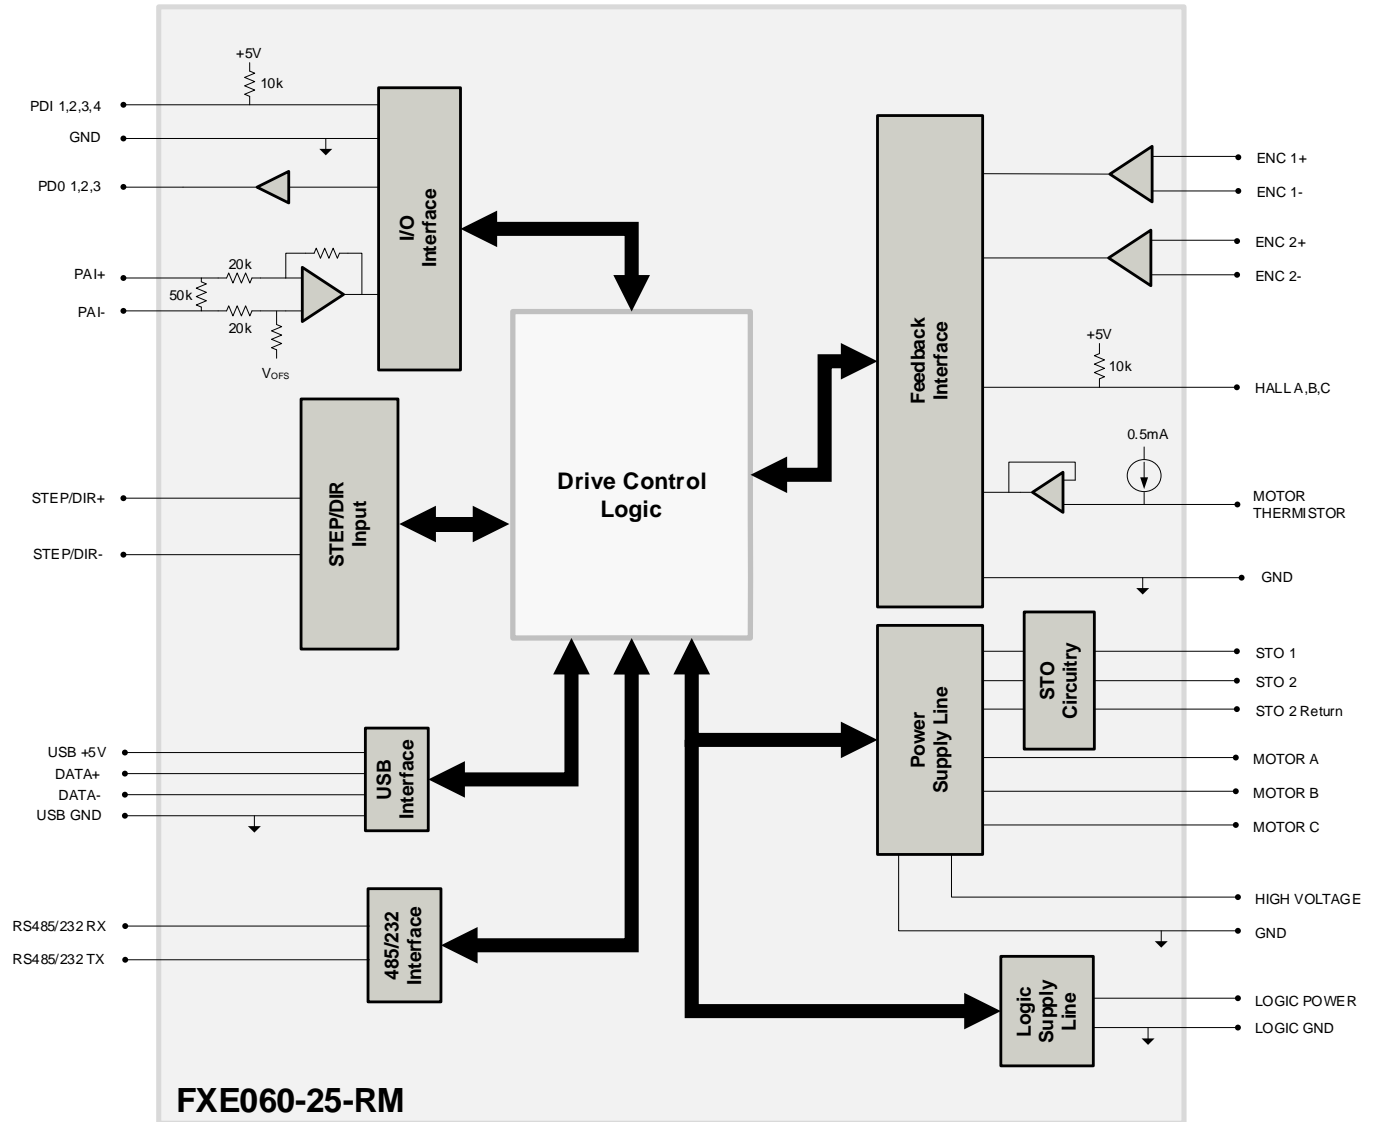 +5V
10k
PDI 1,2,3,4
GND
PD0 1,2,3
PAI+
20k
50k
PAI-
20k
VOFS
I/O
Interface
STEP/DIR+
STEP/DIR-
STEP/DIR
Input
USB +5V
DATA+
DATA-
USB GND
USB
Interface
RS485/232 RX
RS485/232 TX
485/232
Interface
Drive Control
Logic
Feedback
Interface
ENC 1+
ENC 1-
ENC 2+
ENC 2-
+5V
10k
HALL A,B,C
0.5mA
MOTOR
THERMISTOR
GND
Power
Supply Line
STO
Circuitry
STO 1
STO 2
STO 2 Return
MOTOR A
MOTOR B
MOTOR C
HIGH VOLTAGE
GND
Logic
Supply
Line
LOGIC POWER
LOGIC GND
FXE060-25-RM